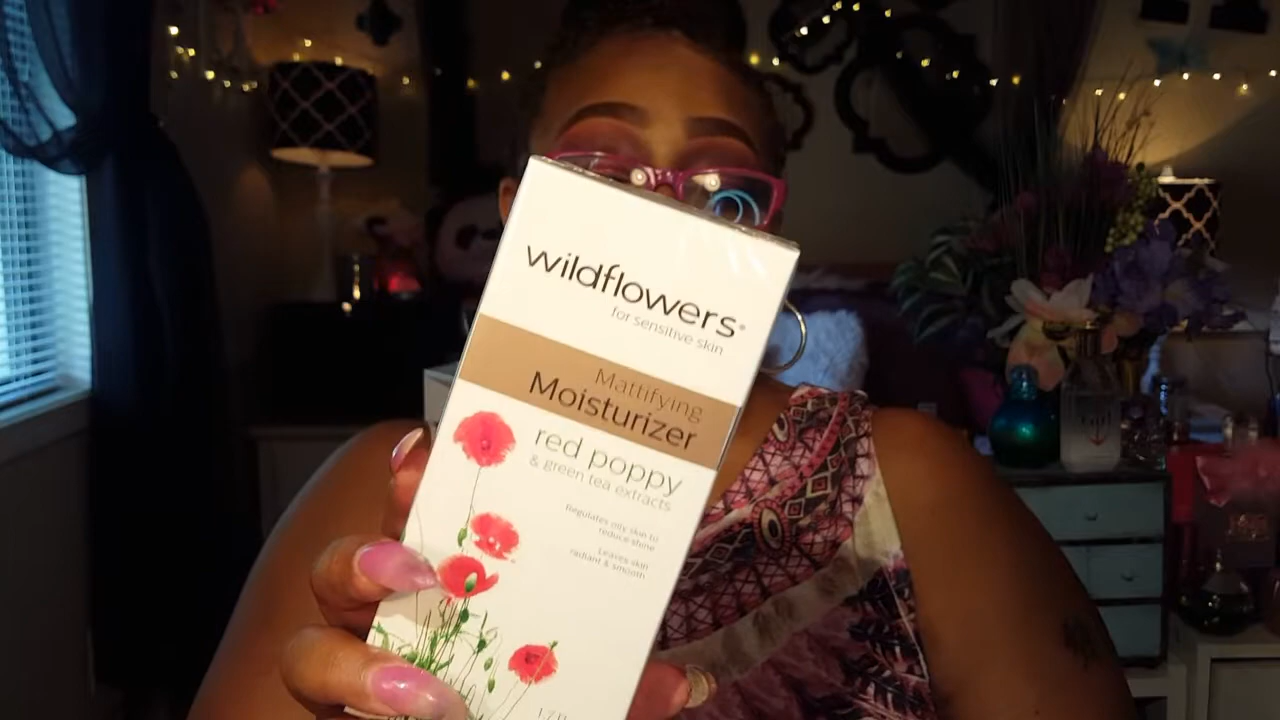 wildflowers®
for sensitive skin
Mattifying
Moisturizer
red poppy
& green tea extracts
Regulates oily skin to
reduce shine
Leaves skin
radiant & smooth